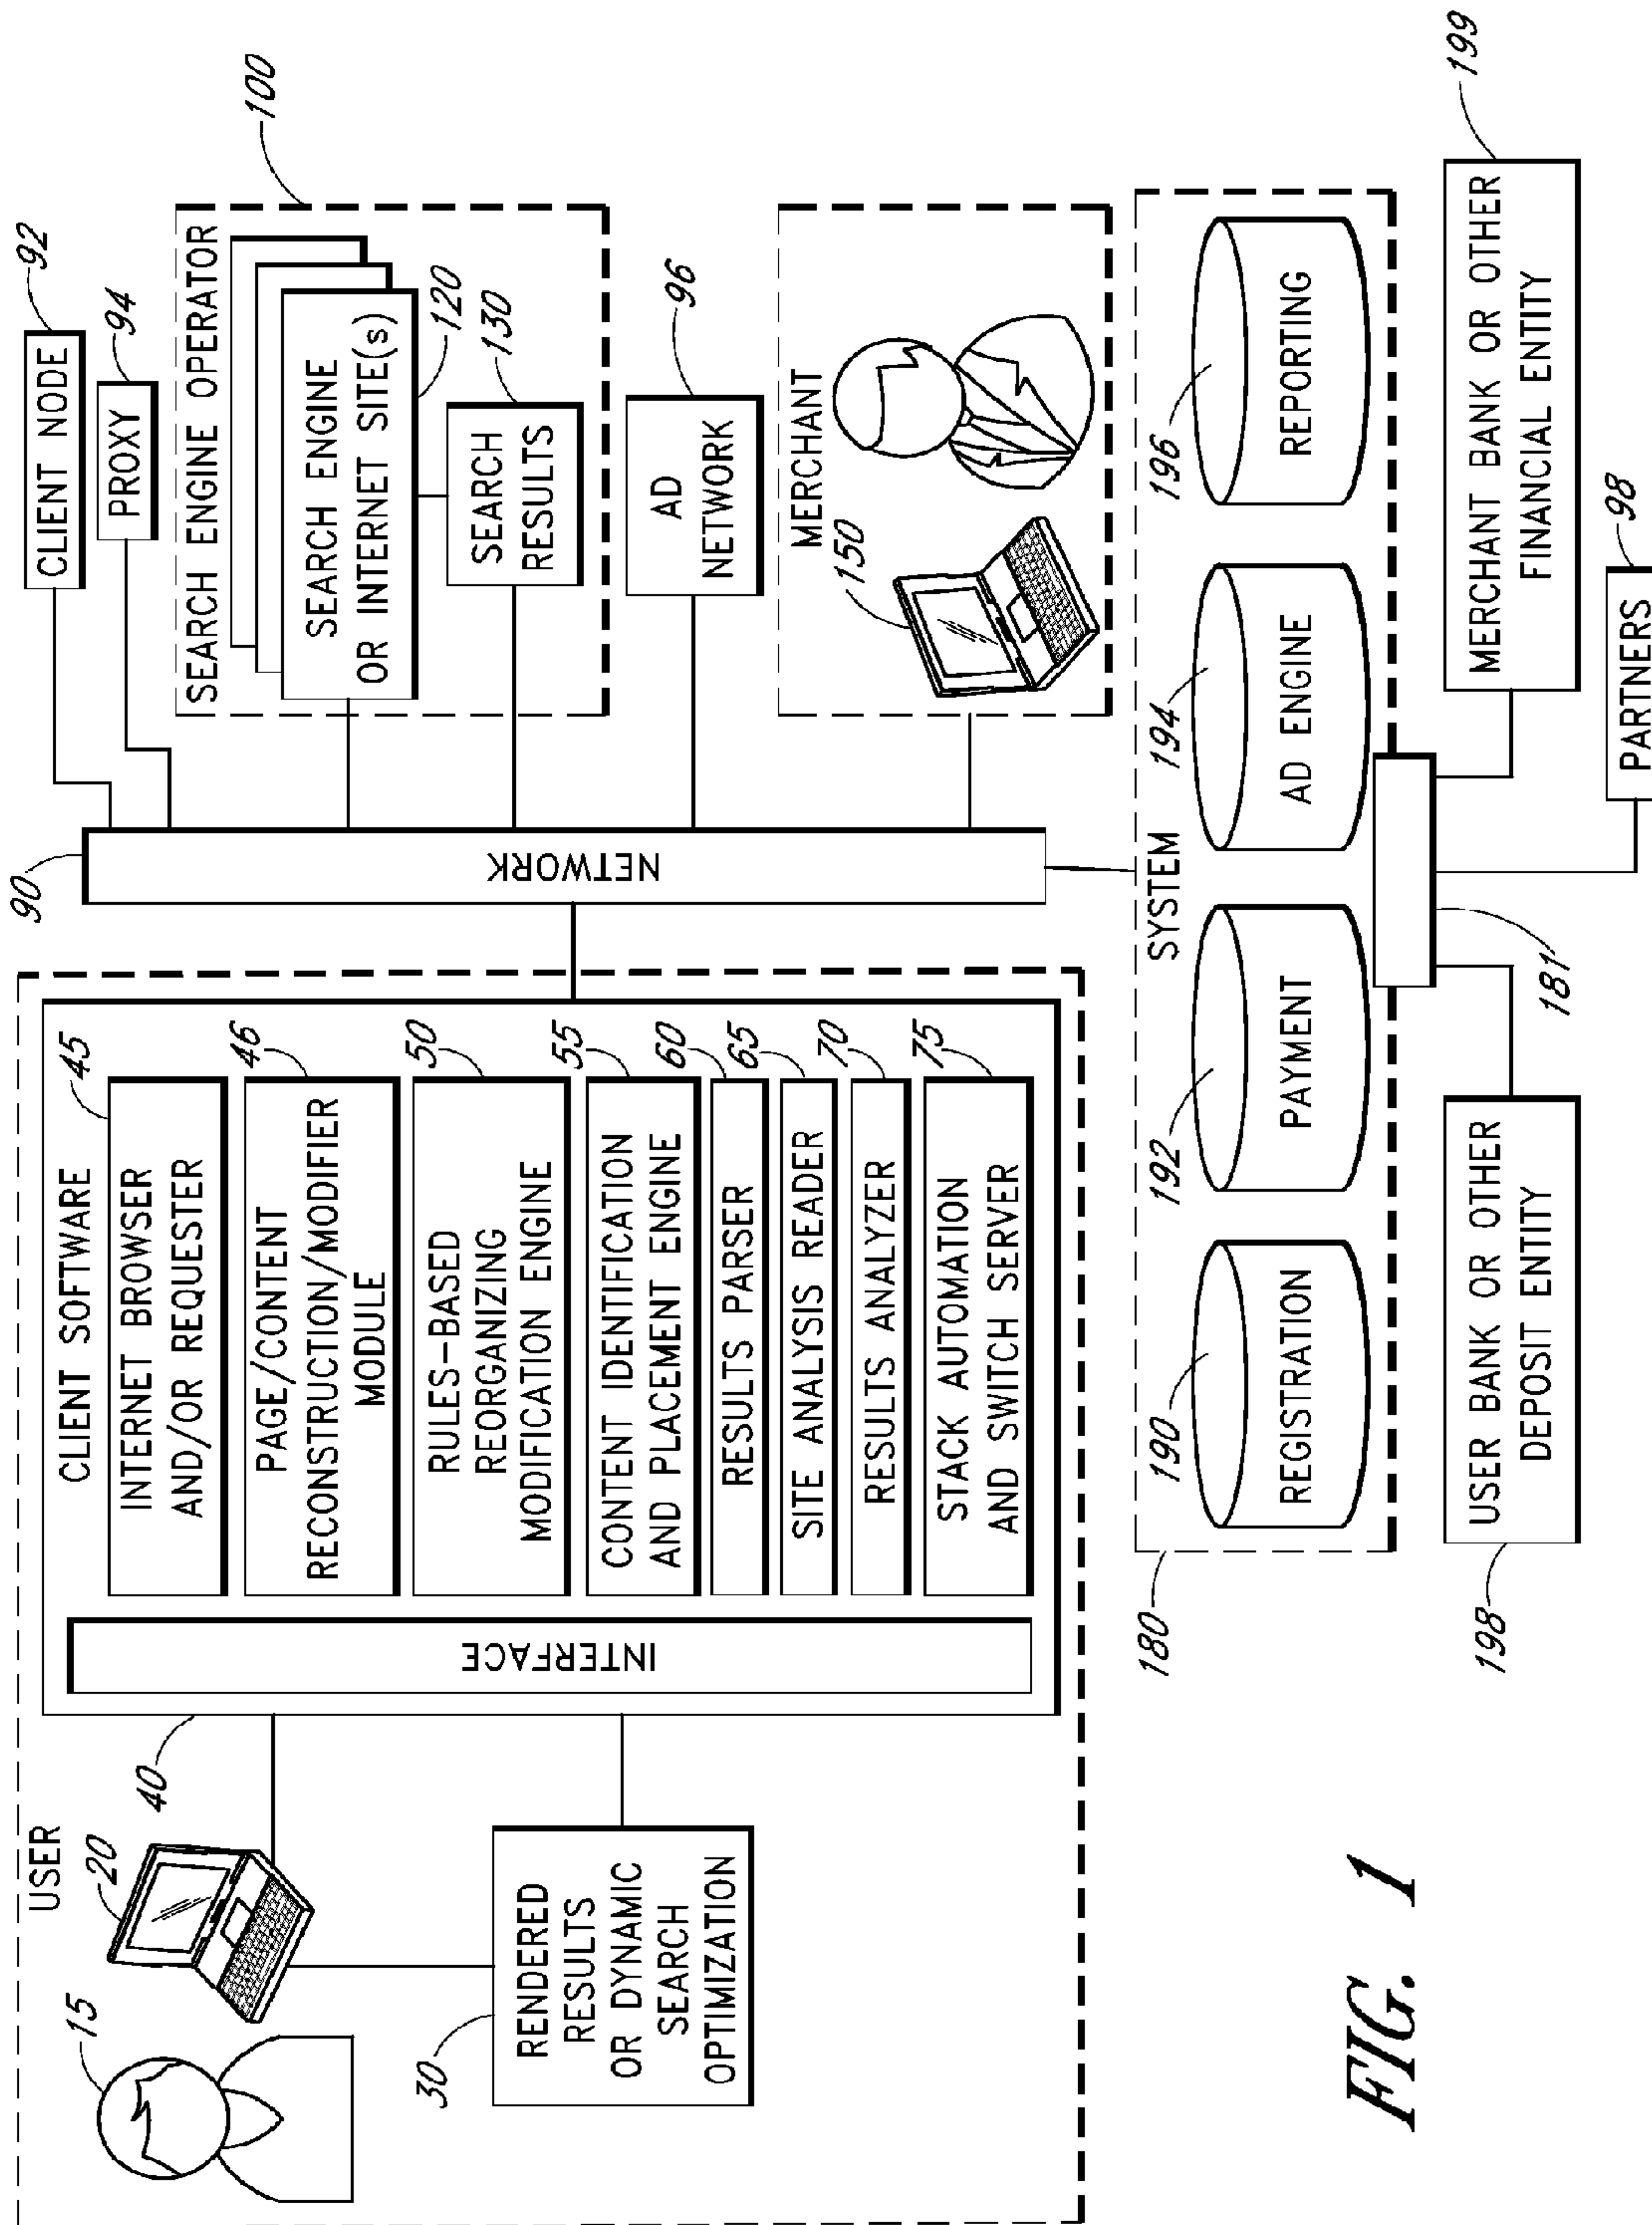 USER
15
20
30
RENDERED
RESULTS
OR DYNAMIC
SEARCH
OPTIMIZATION
40
INTERFACE
CLIENT SOFTWARE
INTERNET BROWSER
AND/OR REQUESTER
45
PAGE/CONTENT
RECONSTRUCTION/MODIFIER
MODULE
46
RULES-BASED
REORGANIZING
MODIFICATION ENGINE
50
CONTENT IDENTIFICATION
AND PLACEMENT ENGINE
55
RESULTS PARSER
60
SITE ANALYSIS READER
65
RESULTS ANALYZER
70
STACK AUTOMATION
AND SWITCH SERVER
75
90
NETWORK
CLIENT NODE
92
PROXY
94
SEARCH ENGINE OPERATOR
100
SEARCH ENGINE
OR INTERNET SITE(s)
120
SEARCH
RESULTS
130
AD
NETWORK
96
MERCHANT
150
SYSTEM
180
190
REGISTRATION
192
PAYMENT
194
AD ENGINE
196
REPORTING
181
198
USER BANK OR OTHER
DEPOSIT ENTITY
MERCHANT BANK OR OTHER
FINANCIAL ENTITY
199
PARTNERS
98
FIG. 1